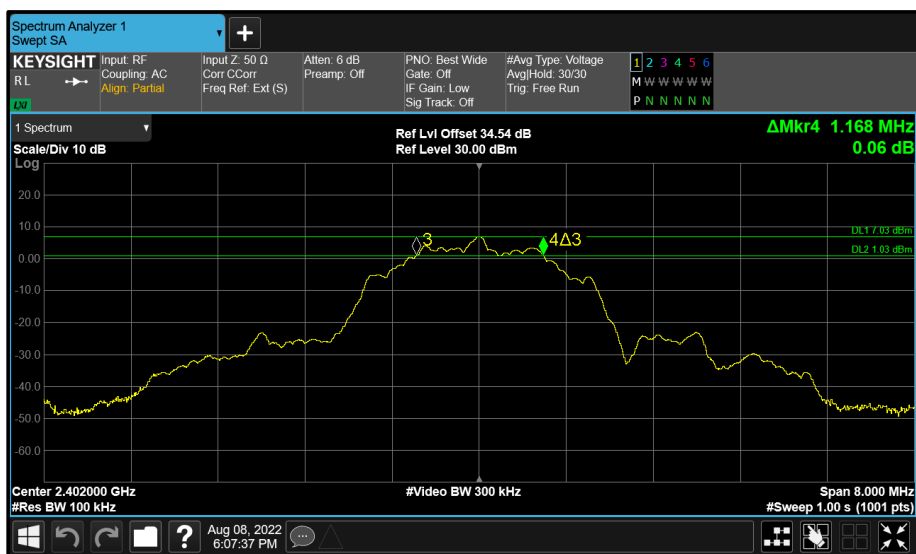 Spectrum Analyzer 1
Swept SA
+
KEYSIGHT
R L
LXI
Input: RF
Coupling: AC
Align: Partial
Input Z: 50 Ω
Corr CCorr
Freq Ref: Ext (S)
Atten: 6 dB
Preamp: Off
PNO: Best Wide
Gate: Off
IF Gain: Low
Sig Track: Off
#Avg Type: Voltage
Avg|Hold: 30/30
Trig: Free Run
1 2 3 4 5 6
M W W W W W
P N N N N N
1 Spectrum
Scale/Div 10 dB
Log
Ref Lvl Offset 34.54 dB
Ref Level 30.00 dBm
ΔMkr4 1.168 MHz
0.06 dB
20.0
10.0
0.00
-10.0
-20.0
-30.0
-40.0
-50.0
-60.0
3
4Δ3
DL1 7.03 dBm
DL2 1.03 dBm
Center 2.402000 GHz
#Res BW 100 kHz
#Video BW 300 kHz
Span 8.000 MHz
#Sweep 1.00 s (1001 pts)
?
Aug 08, 2022
6:07:37 PM